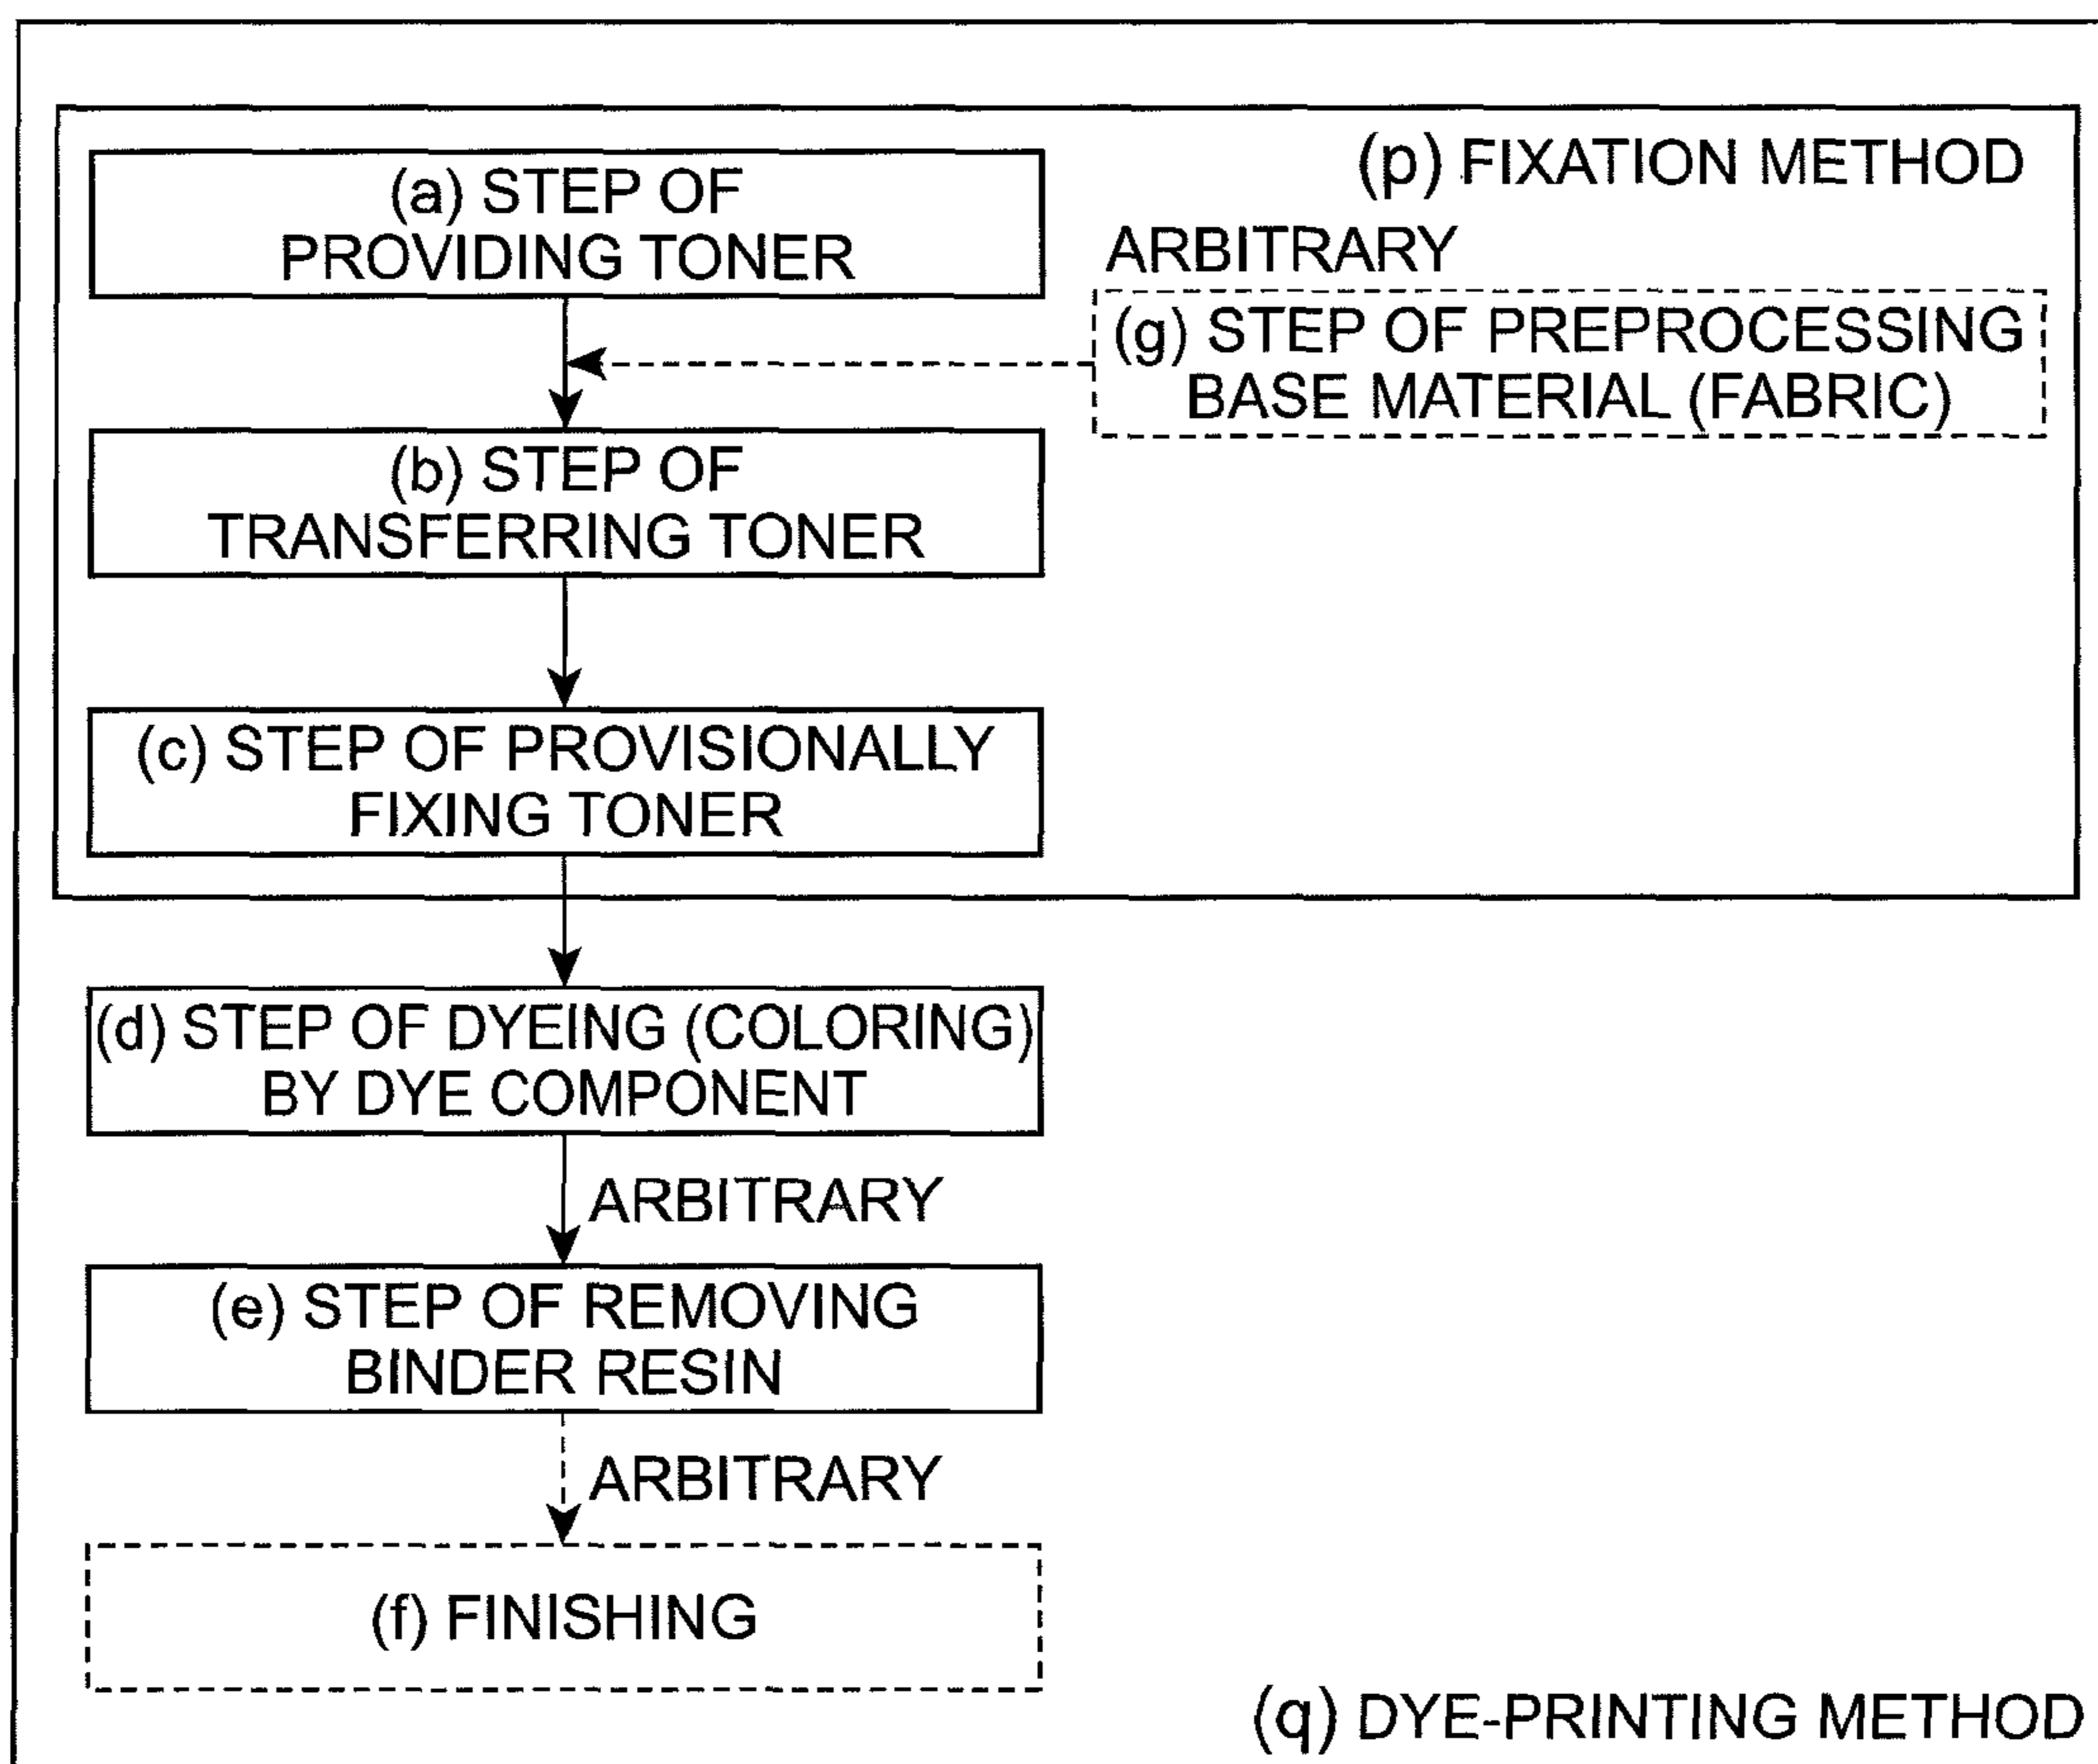 (p) FIXATION METHOD
(a) STEP OF
PROVIDING TONER
ARBITRARY
(g) STEP OF PREPROCESSING
BASE MATERIAL (FABRIC)
(b) STEP OF
TRANSFERRING TONER
(c) STEP OF PROVISIONALLY
FIXING TONER
(d) STEP OF DYEING (COLORING)
BY DYE COMPONENT
ARBITRARY
(e) STEP OF REMOVING
BINDER RESIN
ARBITRARY
(f) FINISHING
(q) DYE-PRINTING METHOD